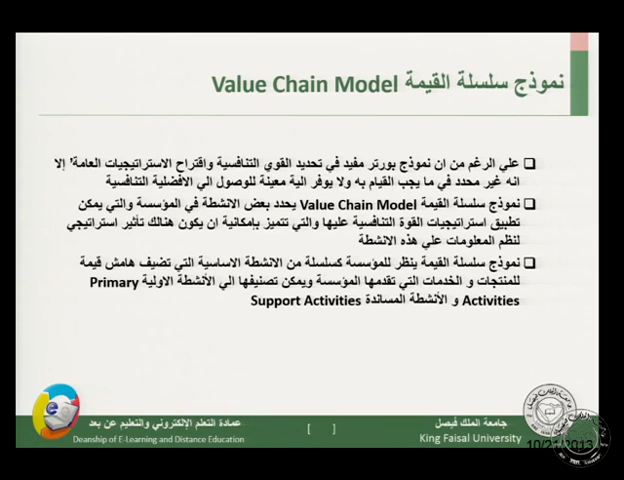 نموذج سلسلة القيمة Value Chain Model
علي الرغم من ان نموذج بورتر مفيد في تحديد القوي التنافسية واقتراح الاستراتيجيات العامة' إلا
انه غير محدد في ما يجب القيام به ولا يوفر الية معينة للوصول الي الافضلية التنافسية
نموذج سلسلة القيمة Value Chain Model يحدد بعض الانشطة في المؤسسة والتي يمكن
تطبيق استراتيجيات القوة التنافسية عليها والتي تتميز بإمكانية ان يكون هنالك تأثير استراتيجي
لنظم المعلومات علي هذه الانشطة
نموذج سلسلة القيمة ينظر للمؤسسة كسلسلة من الانشطة الاساسية التي تضيف هامش قيمة
للمنتجات و الخدمات التي تقدمها المؤسسة ويمكن تصنيفها الي الأنشطة الاولية Primary
Activities و الأنشطة المساندة Support Activities
جامعة الملك فيصل
King Faisal University
[ ]
عمادة التعلم الإلكتروني والتعليم عن بعد
Deanship of E-Learning and Distance Education
10/21/2013